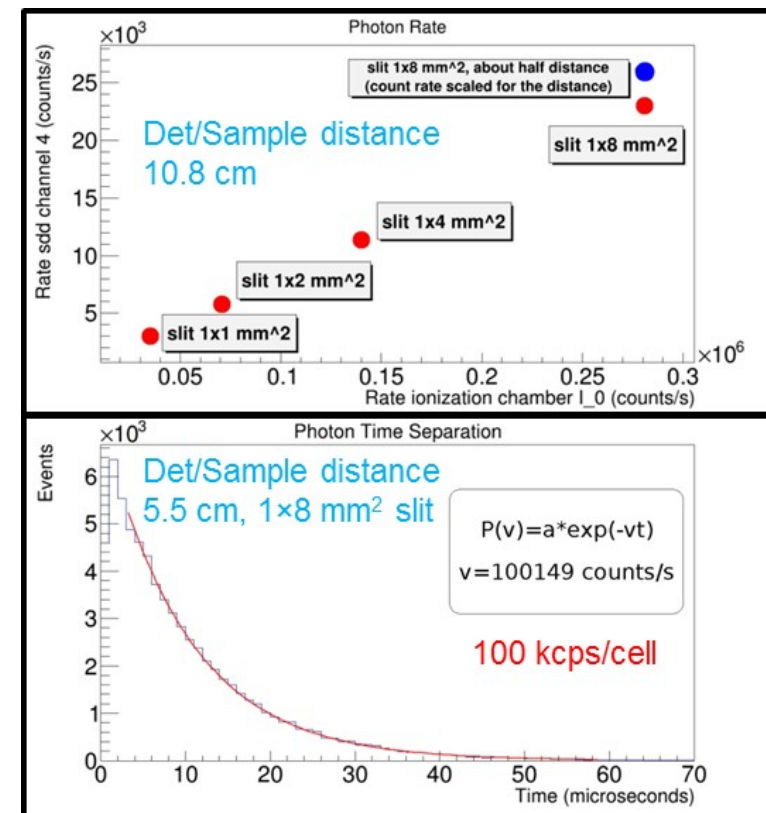 Photon Rate
×10³
Rate sdd channel 4 (counts/s)
25
20
15
10
5
slit 1x8 mm^2, about half distance
(count rate scaled for the distance)
Det/Sample distance
10.8 cm
slit 1x8 mm^2
slit 1x4 mm^2
slit 1x2 mm^2
slit 1x1 mm^2
×10⁶
0.05
0.1
0.15
0.2
0.25
0.3
Rate ionization chamber I_0 (counts/s)
Photon Time Separation
×10³
Events
6
5
4
3
2
1
0
Det/Sample distance
5.5 cm, 1×8 mm² slit
P(v)=a*exp(-vt)
v=100149 counts/s
100 kcps/cell
0
10
20
30
40
50
60
70
Time (microseconds)